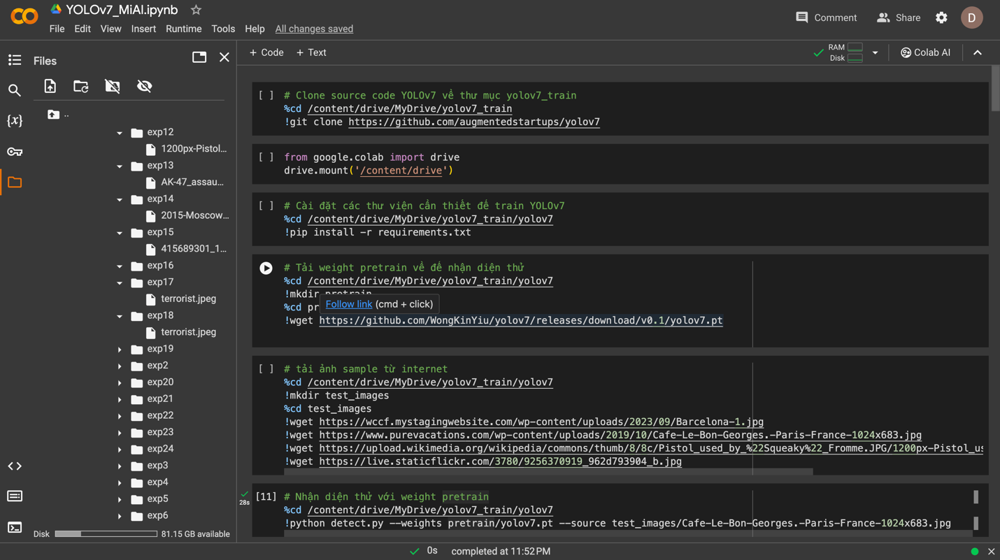 YOLOv7_MiAI.ipynb
File Edit View Insert Runtime Tools Help All changes saved
Comment Share D
Files
+ Code + Text
RAM
Disk
Colab AI
{x}
..
exp12
1200px-Pistol...
exp13
AK-47_assau...
exp14
2015-Moscow...
exp15
415689301_1...
exp16
exp17
terrorist.jpeg
exp18
terrorist.jpeg
exp19
exp2
exp20
exp21
exp22
exp23
exp24
exp3
exp4
exp5
exp6
Disk 81.15 GB available
[ ] # Clone source code YOLOv7 về thư mục yolov7_train
%cd /content/drive/MyDrive/yolov7_train
!git clone https://github.com/augmentedstartups/yolov7
[ ] from google.colab import drive
drive.mount('/content/drive')
[ ] # Cài đặt các thư viện cần thiết để train YOLOv7
%cd /content/drive/MyDrive/yolov7_train/yolov7
!pip install -r requirements.txt
# Tải weight pretrain về để nhận diện thử
%cd /content/drive/MyDrive/yolov7_train/yolov7
!mkdir pretrain
%cd pr
Follow link (cmd + click)
!wget https://github.com/WongKinYiu/yolov7/releases/download/v0.1/yolov7.pt
[ ] # tải ảnh sample từ internet
%cd /content/drive/MyDrive/yolov7_train/yolov7
!mkdir test_images
%cd test_images
!wget https://wccf.mystagingwebsite.com/wp-content/uploads/2023/09/Barcelona-1.jpg
!wget https://www.purevacations.com/wp-content/uploads/2019/10/Cafe-Le-Bon-Georges.-Paris-France-1024x683.jpg
!wget https://upload.wikimedia.org/wikipedia/commons/thumb/8/8c/Pistol_used_by_%22Squeaky%22_Fromme.JPG/1200px-Pistol_us
!wget https://live.staticflickr.com/3780/9256370919_962d793904_b.jpg
28s
[11] # Nhận diện thử với weight pretrain
%cd /content/drive/MyDrive/yolov7_train/yolov7
!python detect.py --weights pretrain/yolov7.pt --source test_images/Cafe-Le-Bon-Georges.-Paris-France-1024x683.jpg
0s completed at 11:52 PM